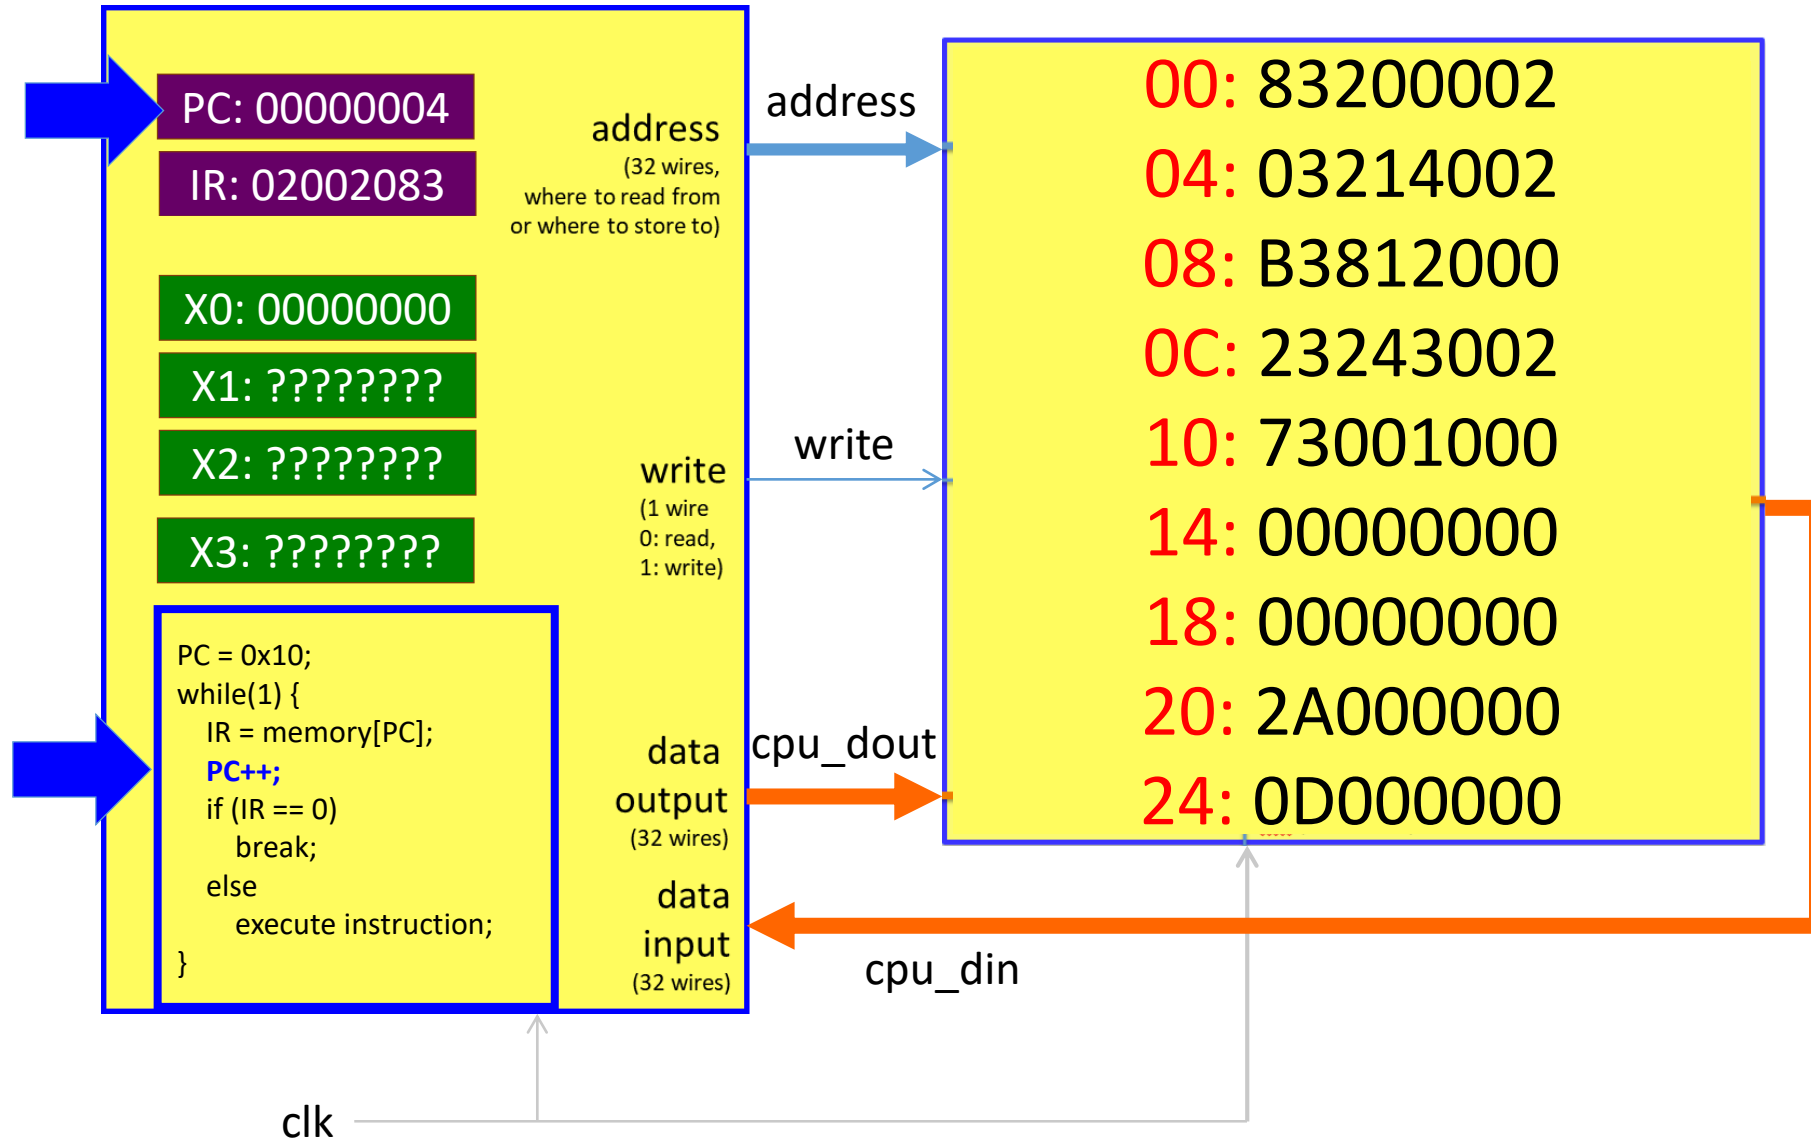 PC: 00000004
IR: 02002083
X0: 00000000
X1: ????????
X2: ????????
X3: ????????
PC = 0x10;
while(1) {
IR = memory[PC];
PC++;
if (IR == 0)
break;
else
execute instruction;
}
address
(32 wires,
where to read from
or where to store to)
write
(1 wire
0: read,
1: write)
data
output
(32 wires)
data
input
(32 wires)
address
write
cpu_dout
cpu_din
00: 83200002
04: 03214002
08: B3812000
0C: 23243002
10: 73001000
14: 00000000
18: 00000000
20: 2A000000
24: 0D000000
clk